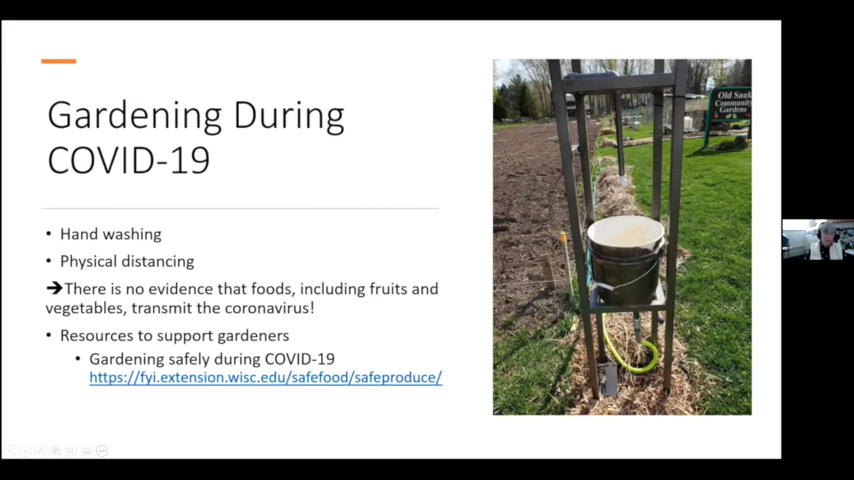 Gardening During
COVID-19
• Hand washing
• Physical distancing
➔There is no evidence that foods, including fruits and
vegetables, transmit the coronavirus!
• Resources to support gardeners
• Gardening safely during COVID-19
https://fyi.extension.wisc.edu/safefood/safeproduce/
Old Sauk
Community
Gardens